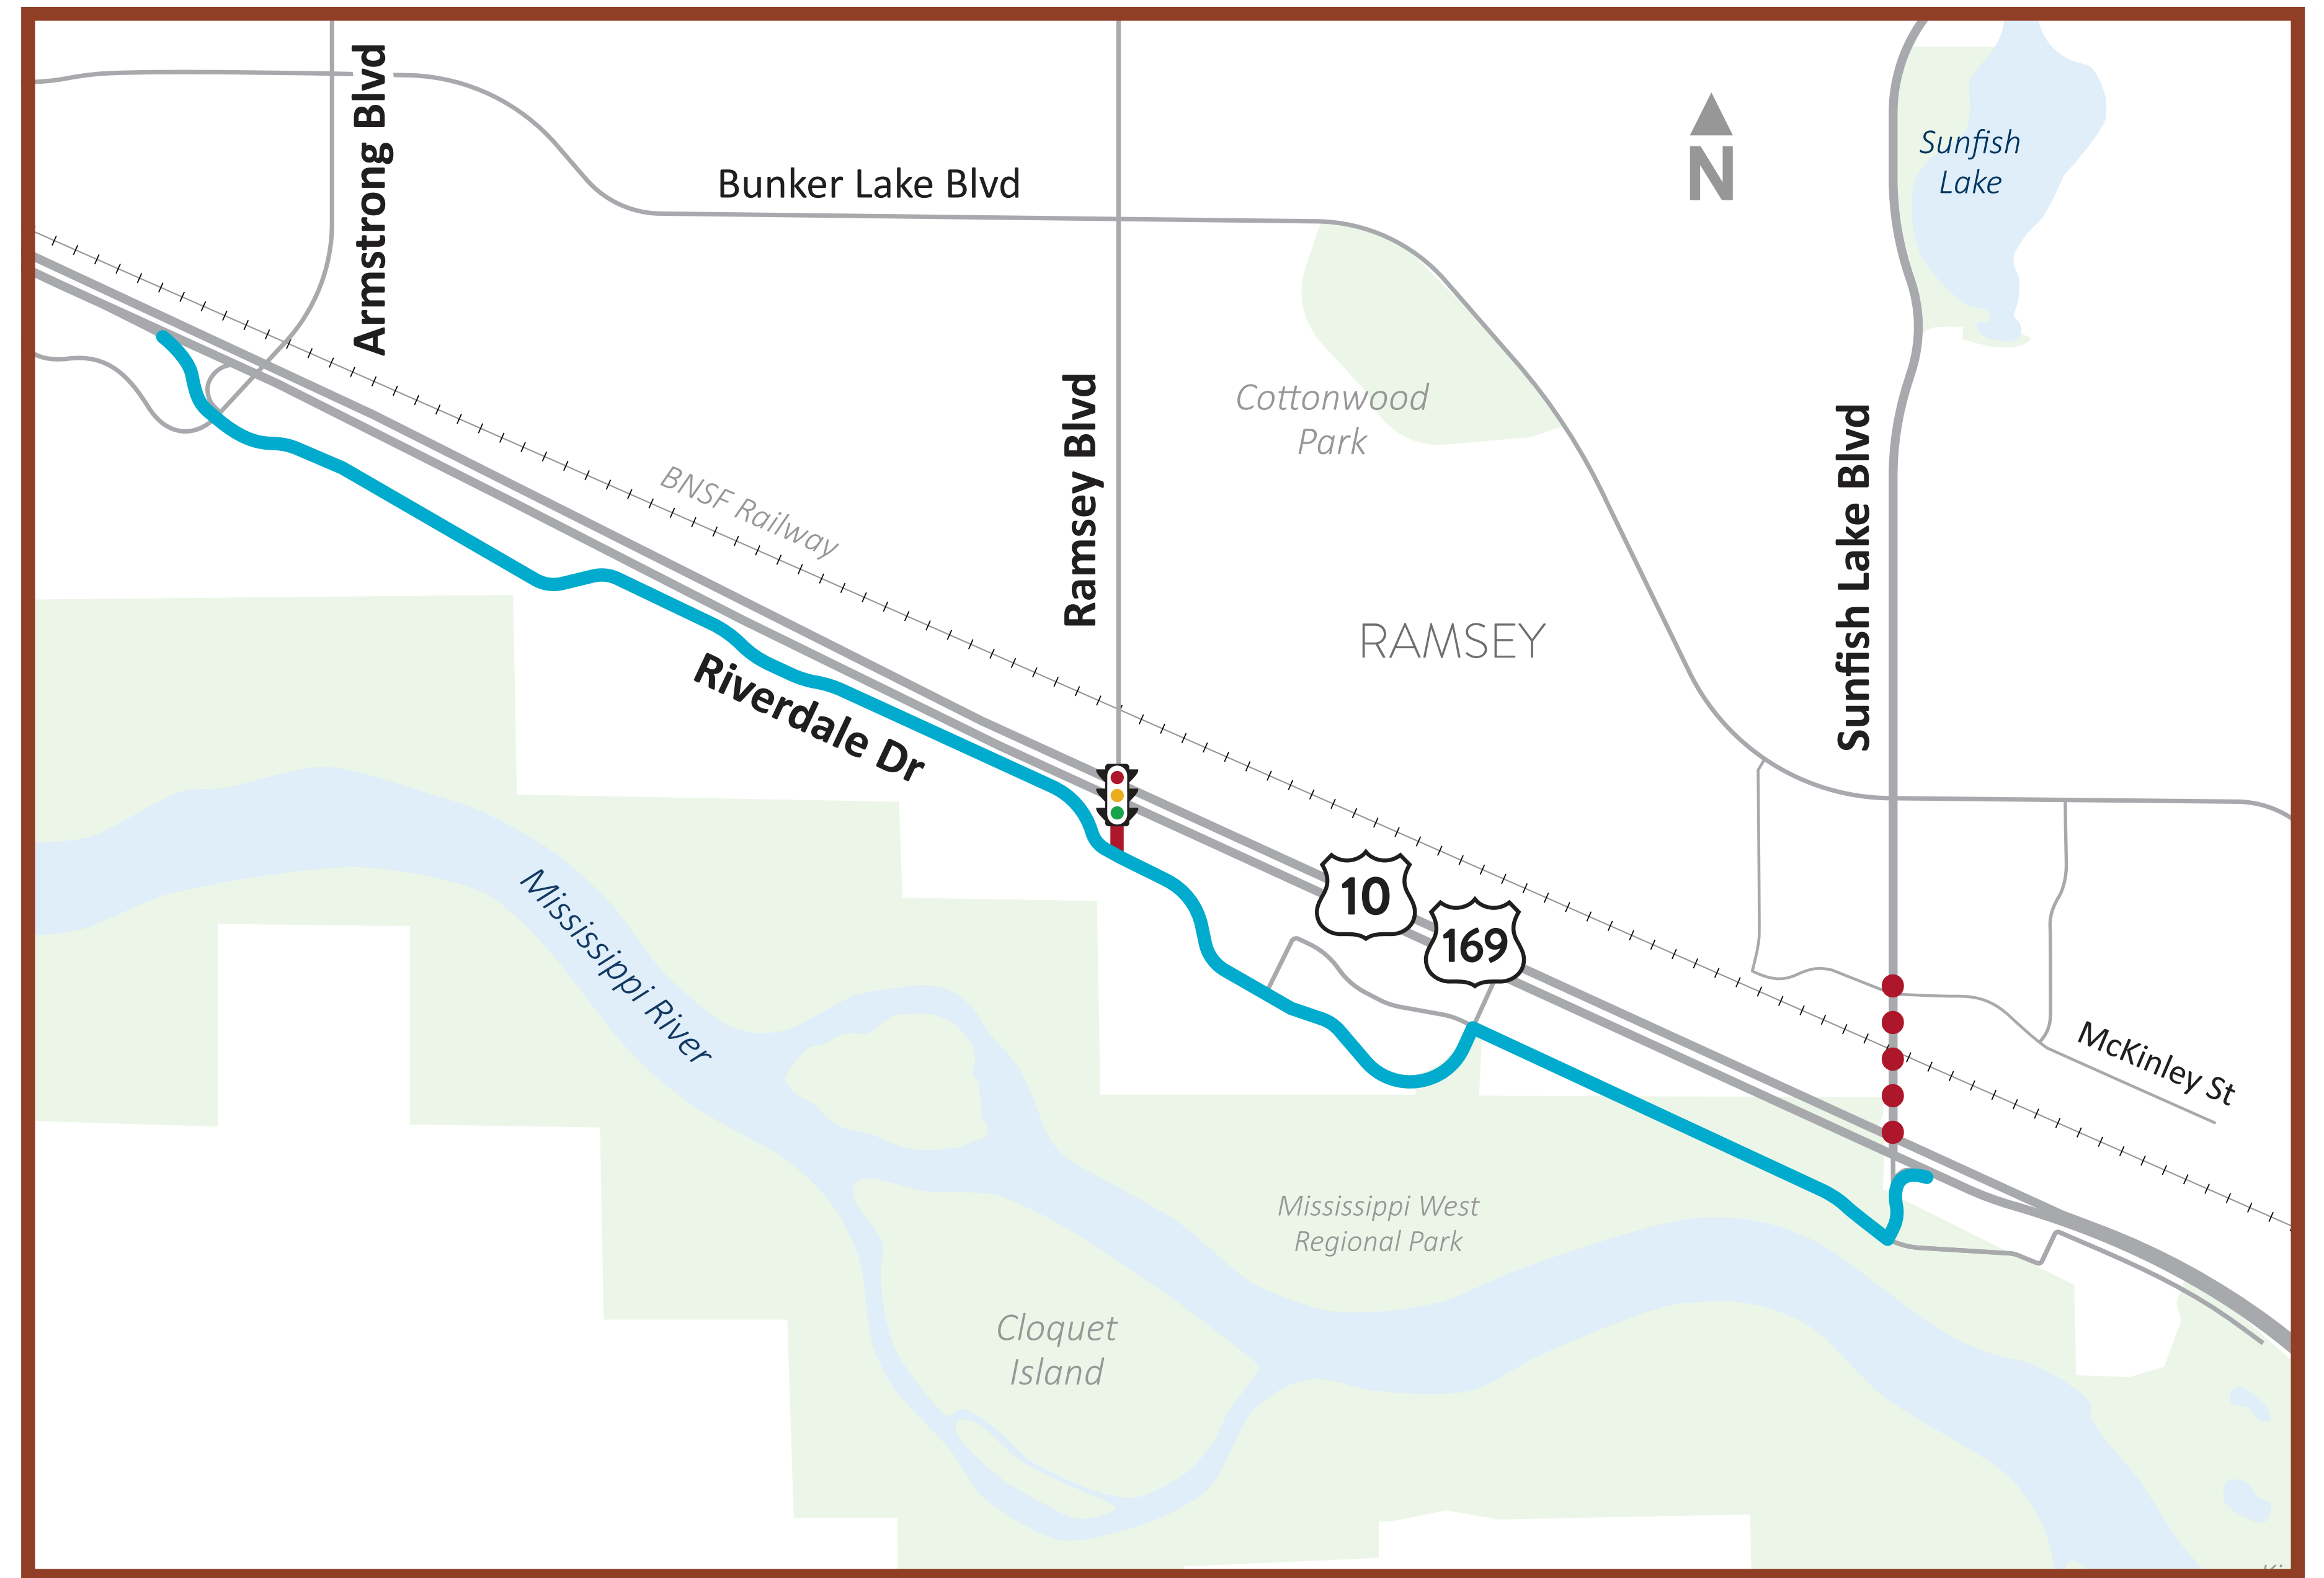 Armstrong Blvd
Bunker Lake Blvd
N
Sunfish
Lake
Cottonwood
Park
BNSF Railway
Ramsey Blvd
RAMSEY
Sunfish Lake Blvd
Riverdale Dr
10
169
Mississippi River
McKinley St
Mississippi West
Regional Park
Cloquet
Island